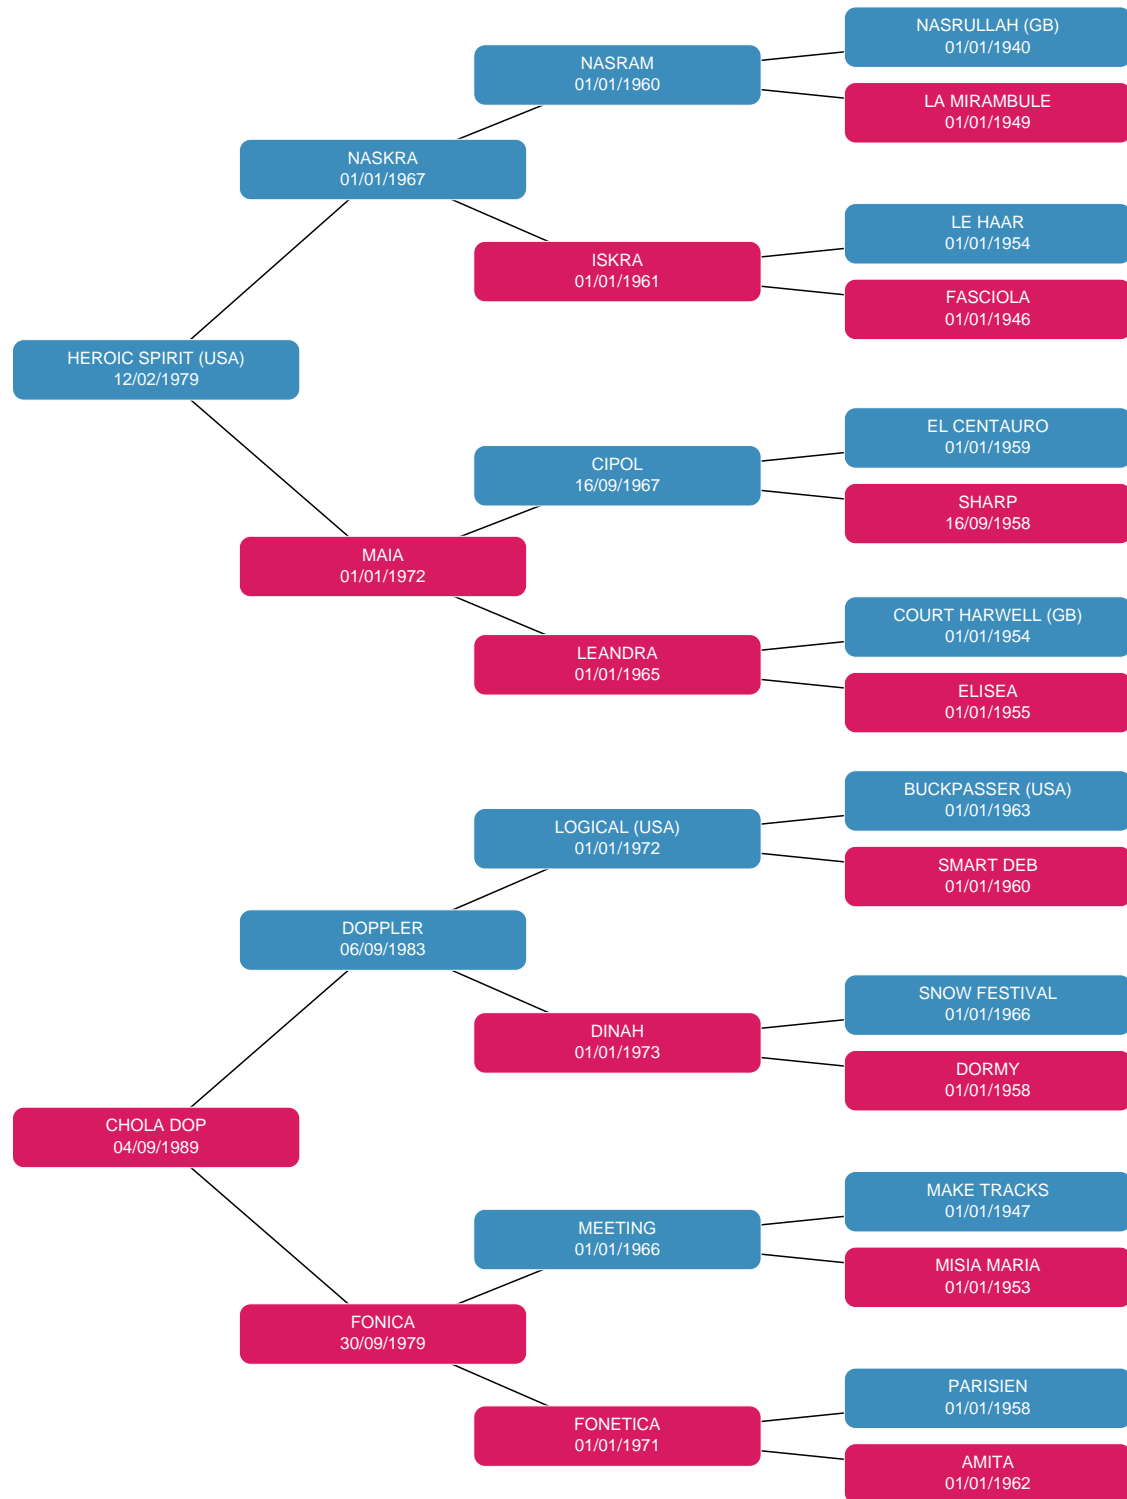 NASRULLAH (GB)
01/01/1940
NASRAM
01/01/1960
LA MIRAMBULE
01/01/1949
NASKRA
01/01/1967
LE HAAR
01/01/1954
ISKRA
01/01/1961
FASCIOLA
01/01/1946
HEROIC SPIRIT (USA)
12/02/1979
EL CENTAURO
01/01/1959
CIPOL
16/09/1967
SHARP
16/09/1958
MAIA
01/01/1972
COURT HARWELL (GB)
01/01/1954
LEANDRA
01/01/1965
ELISEA
01/01/1955
BUCKPASSER (USA)
01/01/1963
LOGICAL (USA)
01/01/1972
SMART DEB
01/01/1960
DOPPLER
06/09/1983
SNOW FESTIVAL
01/01/1966
DINAH
01/01/1973
DORMY
01/01/1958
CHOLA DOP
04/09/1989
MAKE TRACKS
01/01/1947
MEETING
01/01/1966
MISIA MARIA
01/01/1953
FONICA
30/09/1979
PARISIEN
01/01/1958
FONETICA
01/01/1971
AMITA
01/01/1962